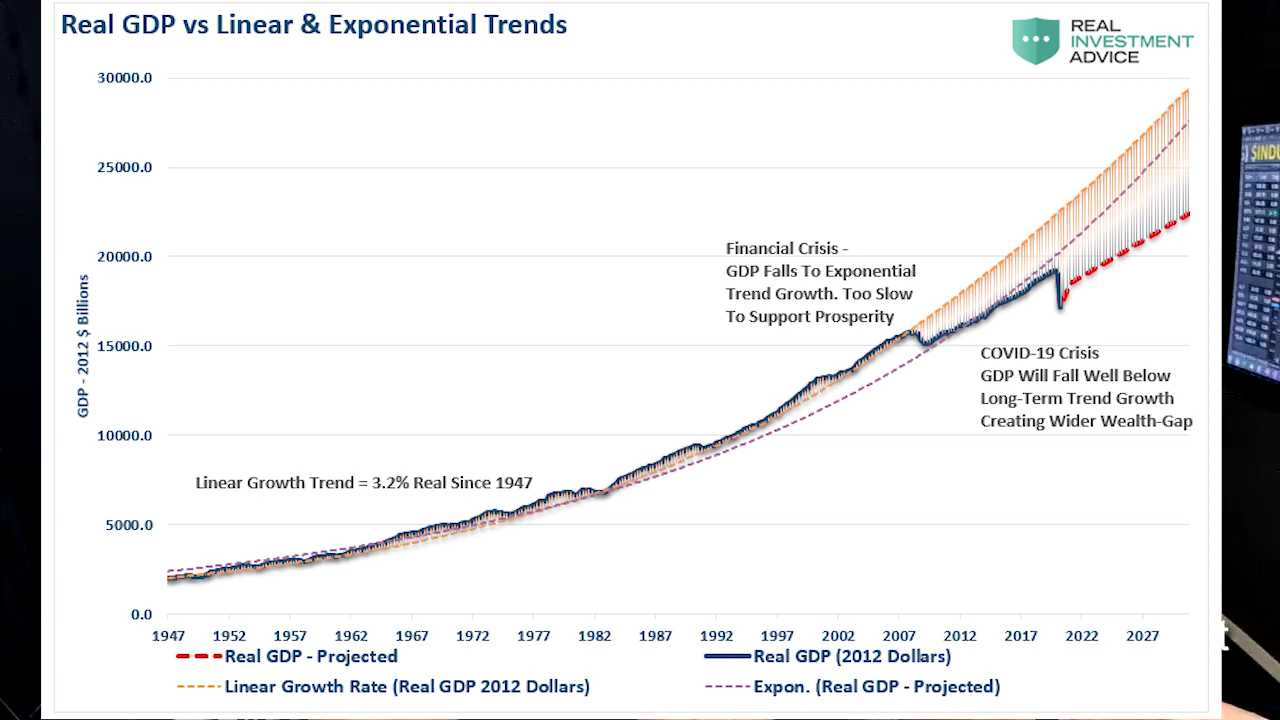 Real GDP vs Linear & Exponential Trends
REAL
INVESTMENT
ADVICE
30000.0
25000.0
20000.0
15000.0
10000.0
5000.0
0.0
GDP - 2012 $ Billions
Financial Crisis -
GDP Falls To Exponential
Trend Growth. Too Slow
To Support Prosperity
COVID-19 Crisis
GDP Will Fall Well Below
Long-Term Trend Growth
Creating Wider Wealth-Gap
Linear Growth Trend = 3.2% Real Since 1947
1947 1952 1957 1962 1967 1972 1977 1982 1987 1992 1997 2002 2007 2012 2017 2022 2027
Real GDP - Projected
Real GDP (2012 Dollars)
Linear Growth Rate (Real GDP 2012 Dollars)
Expon. (Real GDP - Projected)
$INDU
t